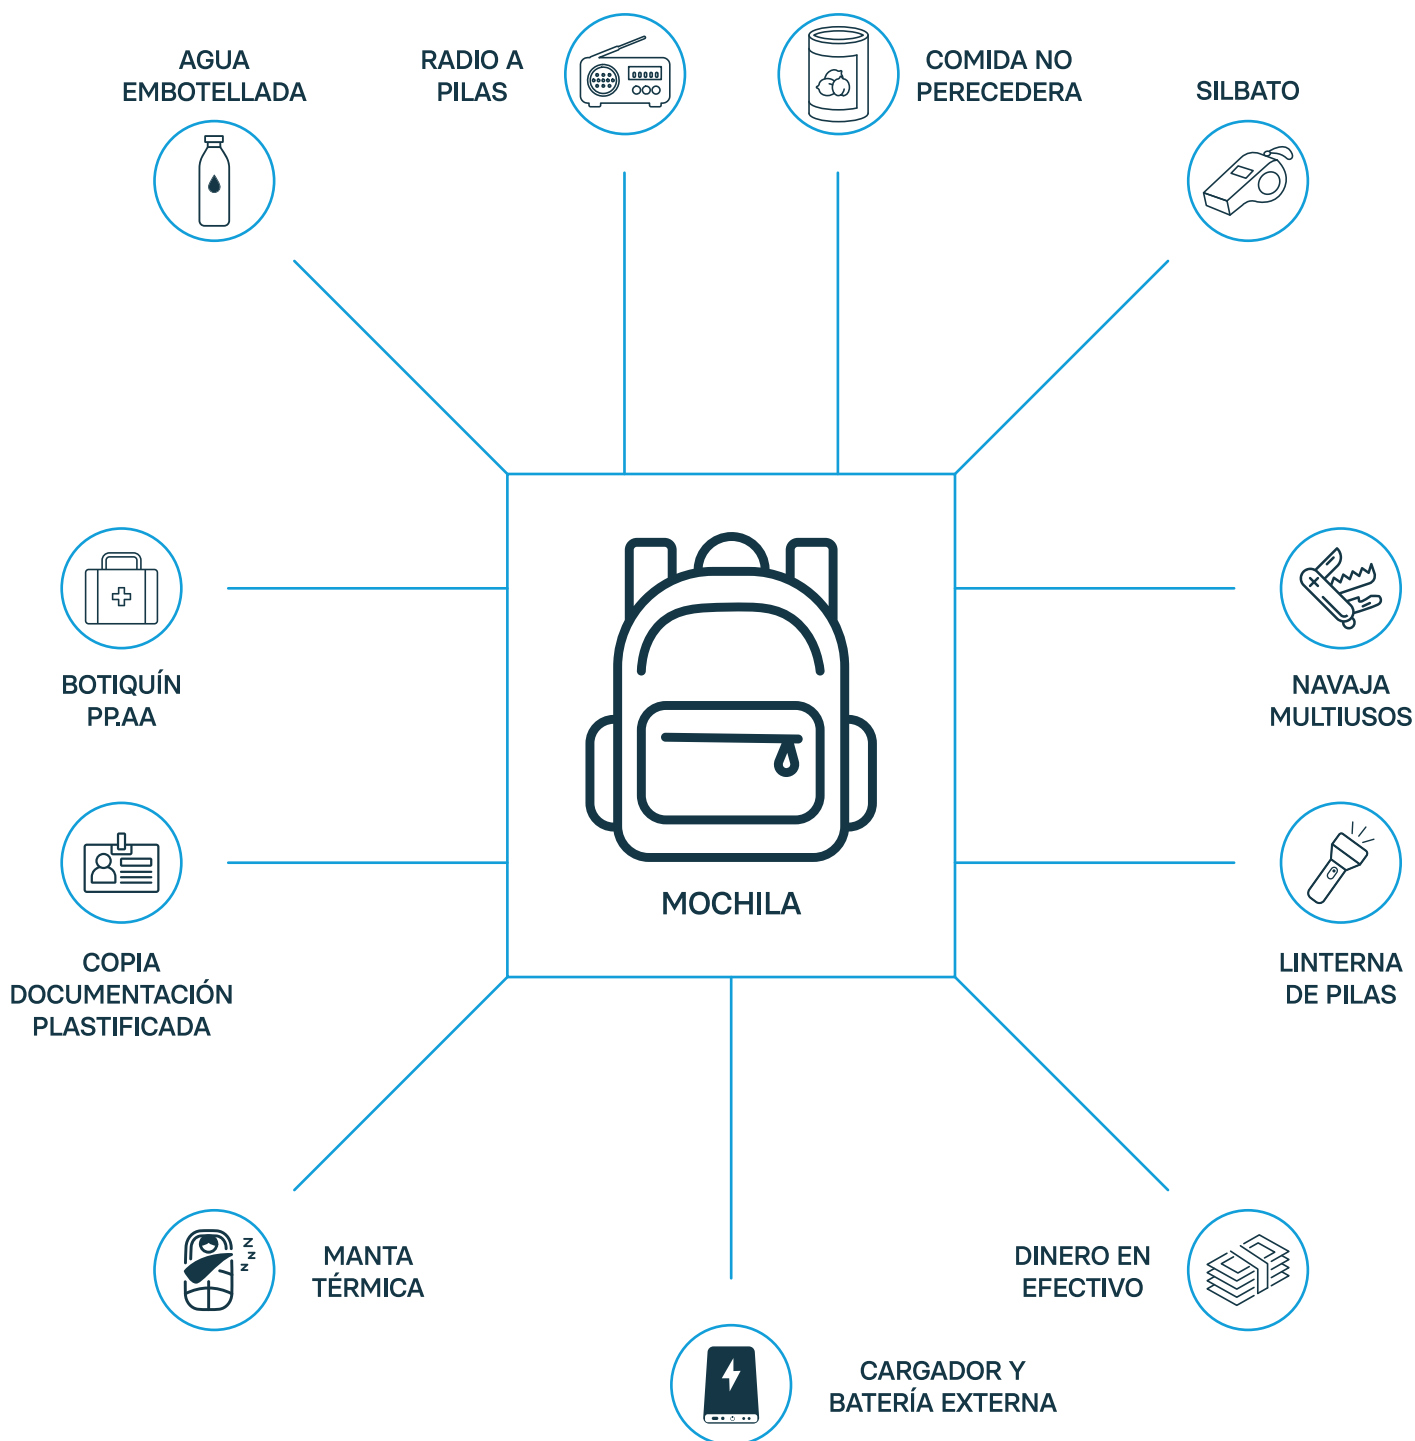 AGUA
EMBOTELLADA
RADIO A
PILAS
COMIDA NO
PERECEDERA
SILBATO
BOTIQUÍN
PP.AA
NAVAJA
MULTIUSOS
MOCHILA
COPIA
DOCUMENTACIÓN
PLASTIFICADA
LINTERNA
DE PILAS
MANTA
TÉRMICA
DINERO EN
EFECTIVO
CARGADOR Y
BATERÍA EXTERNA